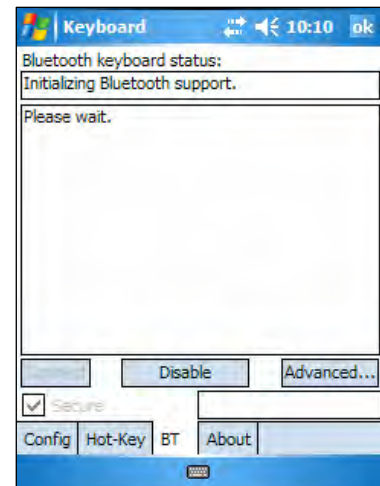 Keyboard 10:10 ok
Bluetooth keyboard status:
Initializing Bluetooth support.
Please wait.
Disable Advanced...
Secure
Config Hot-Key BT About